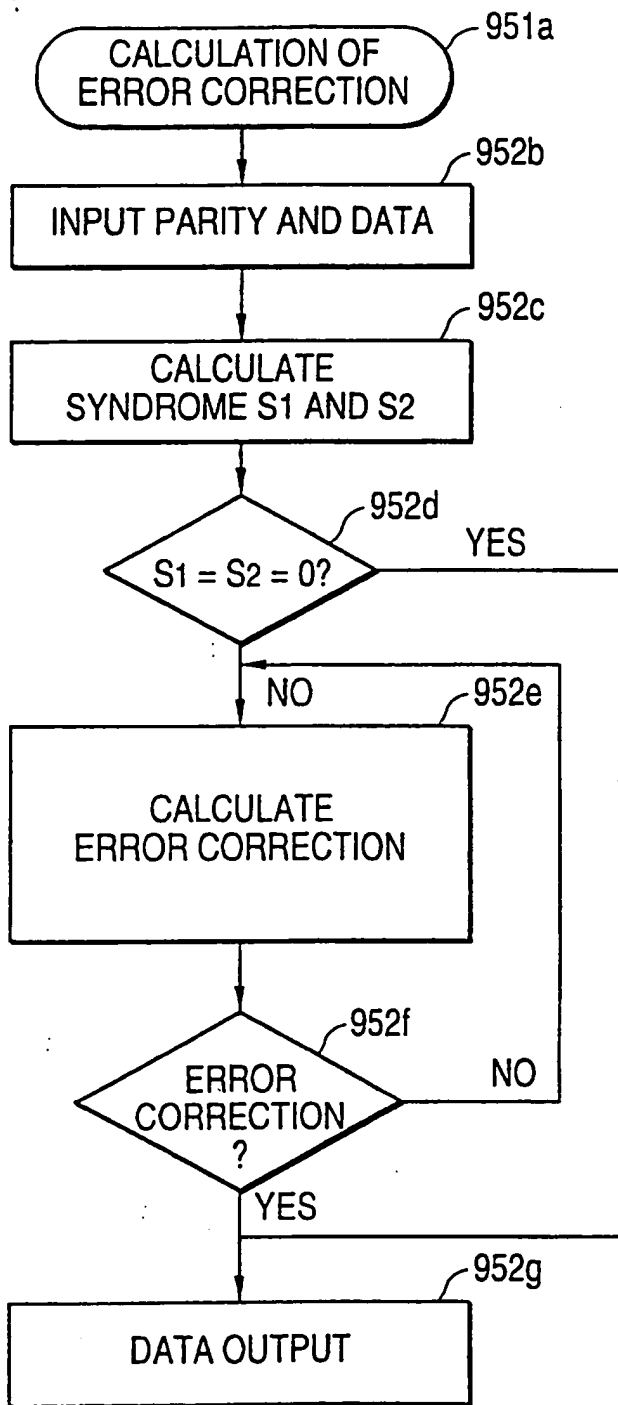 951a
CALCULATION OF
ERROR CORRECTION
952b
INPUT PARITY AND DATA
952c
CALCULATE
SYNDROME S1 AND S2
952d
S1 = S2 = 0?
YES
NO
952e
CALCULATE
ERROR CORRECTION
952f
ERROR
CORRECTION
?
NO
YES
952g
DATA OUTPUT